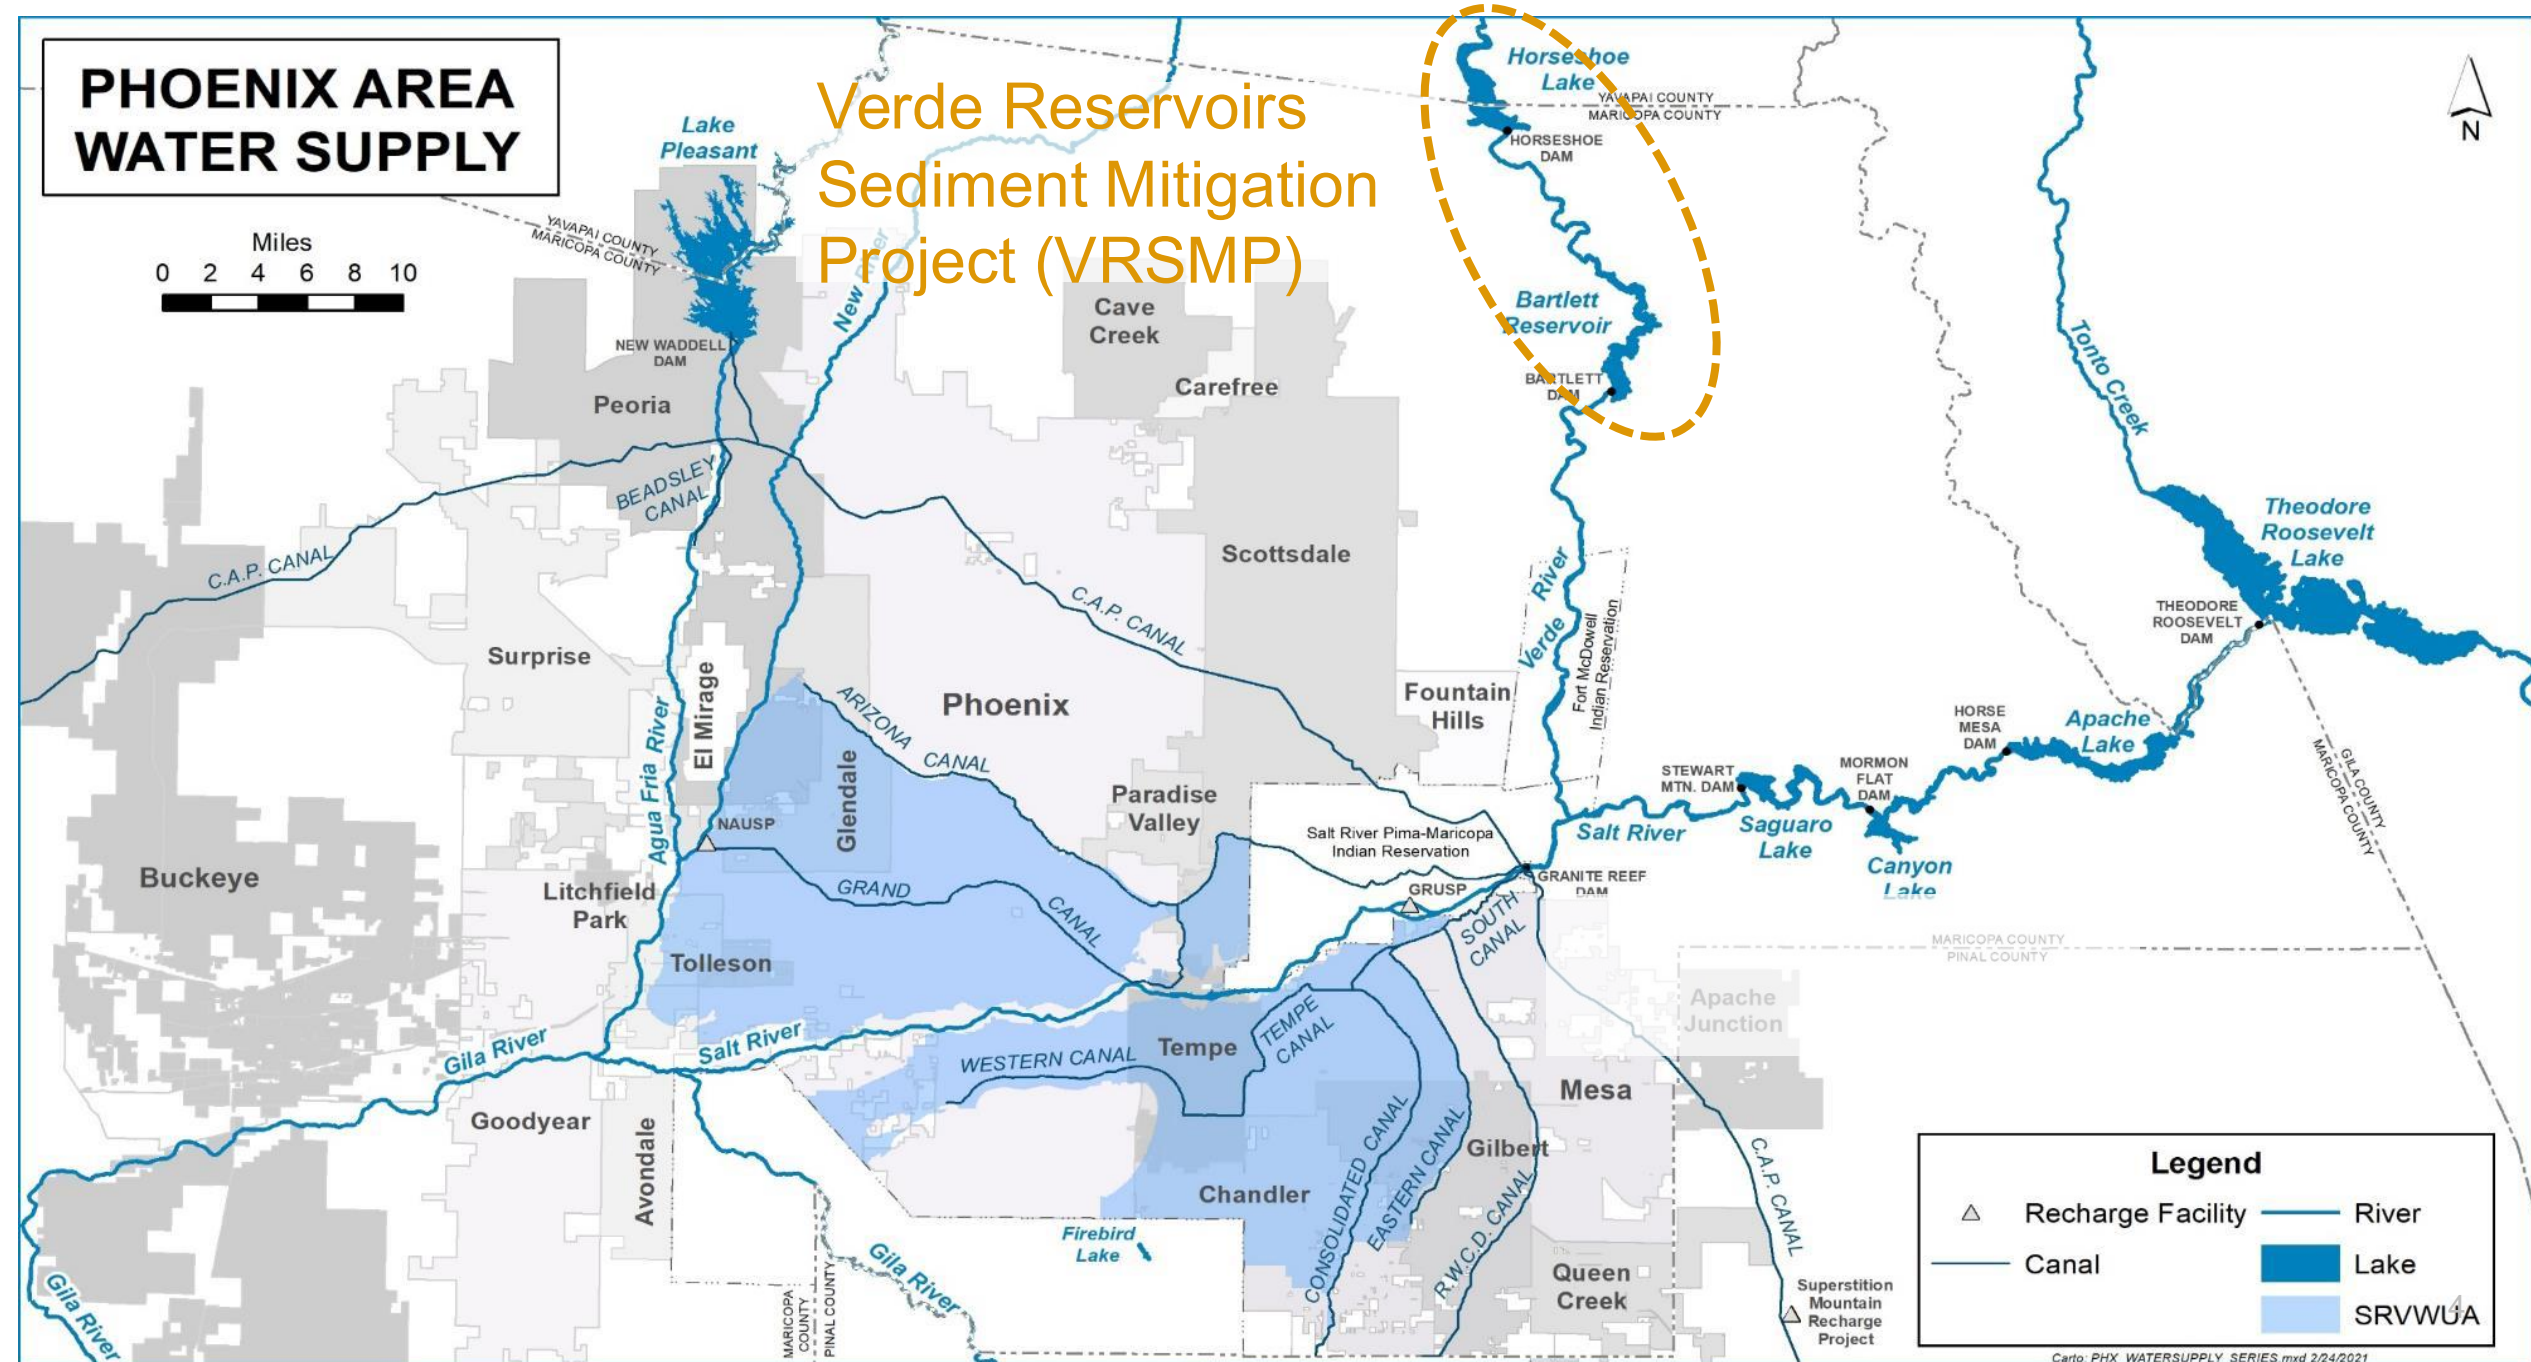 PHOENIX AREA
WATER SUPPLY
Miles
0 2 4 6 8 10
Verde Reservoirs
Sediment Mitigation
Project (VRSMP)
N
Horseshoe
Lake
YAVAPAI COUNTY
MARICOPA COUNTY
HORSESHOE
DAM
Lake
Pleasant
YAVAPAI COUNTY
MARICOPA COUNTY
New River
NEW WADDELL
DAM
Cave
Creek
Carefree
Bartlett
Reservoir
BARTLETT
DAM
Peoria
Tonto Creek
BEADSLEY
CANAL
C.A.P. CANAL
Scottsdale
Theodore
Roosevelt
Lake
THEODORE
ROOSEVELT
DAM
C.A.P. CANAL
Verde River
Fort McDowell
Indian Reservation
Surprise
El Mirage
Agua Fria River
ARIZONA
CANAL
Phoenix
Fountain
Hills
HORSE
MESA
DAM
Apache
Lake
GILA COUNTY
MARICOPA COUNTY
Glendale
Paradise
Valley
STEWART
MTN. DAM
MORMON
FLAT
DAM
NAUSP
Salt River Pima-Maricopa
Indian Reservation
Salt River
Saguaro
Lake
Canyon
Lake
Buckeye
Litchfield
Park
GRAND
CANAL
GRUSP
GRANITE REEF
DAM
SOUTH
CANAL
MARICOPA COUNTY
PINAL COUNTY
Tolleson
Apache
Junction
Gila River
Salt River
WESTERN CANAL
Tempe
TEMPE
CANAL
Mesa
Goodyear
Avondale
Gilbert
Chandler
CONSOLIDATED CANAL
EASTERN CANAL
R.W.C.D. CANAL
C.A.P. CANAL
Firebird
Lake
Gila River
Gila River
MARICOPA
COUNTY
PINAL COUNTY
Queen
Creek
Superstition
Mountain
Recharge
Project
Legend
Recharge Facility
River
Canal
Lake
SRVWUA
4
Carto: PHX_WATERSUPPLY_SERIES.mxd 2/24/2021